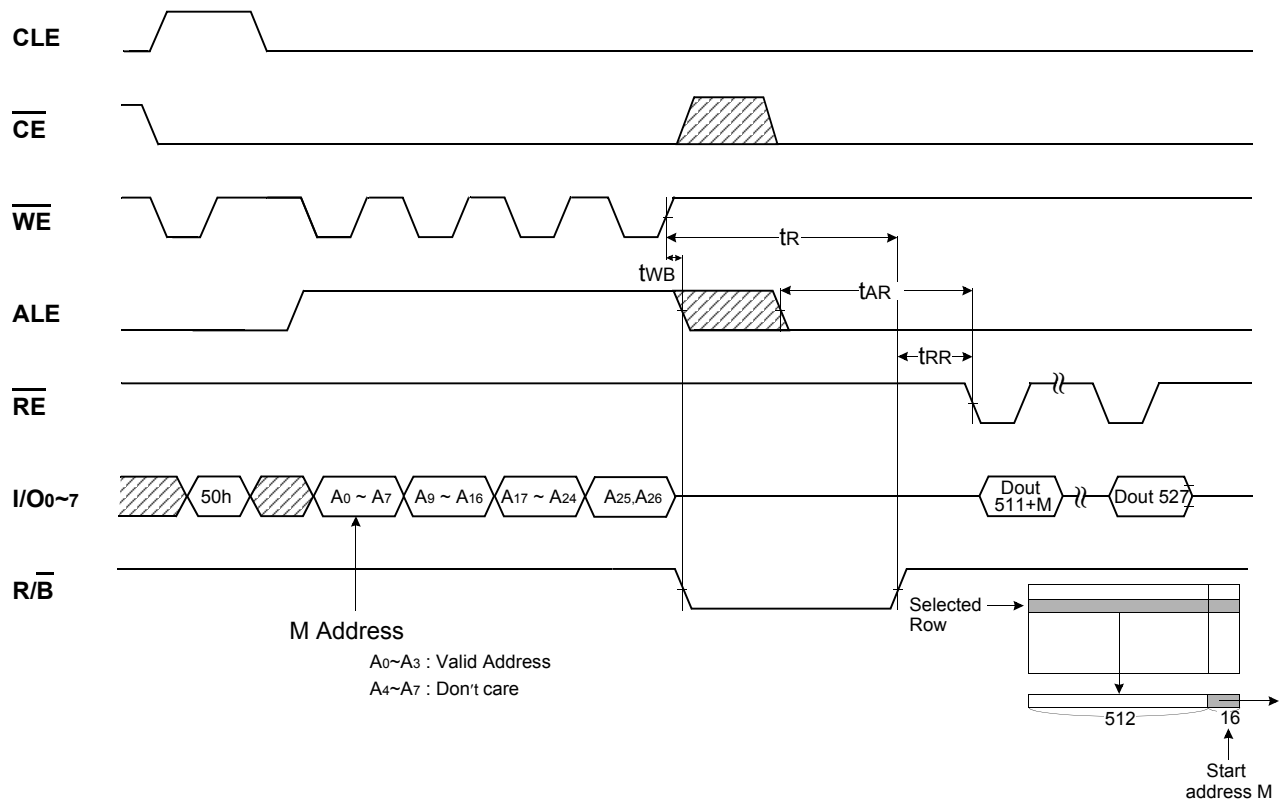 CLE
CE
WE
tR
tWB
ALE
tAR
tRR
RE
I/O0~7
50h
A0 ~ A7
A9 ~ A16
A17 ~ A24
A25,A26
Dout
511+M
Dout 527
R/B
M Address
A0~A3 : Valid Address
A4~A7 : Don't care
Selected
Row
512
16
Start
address M